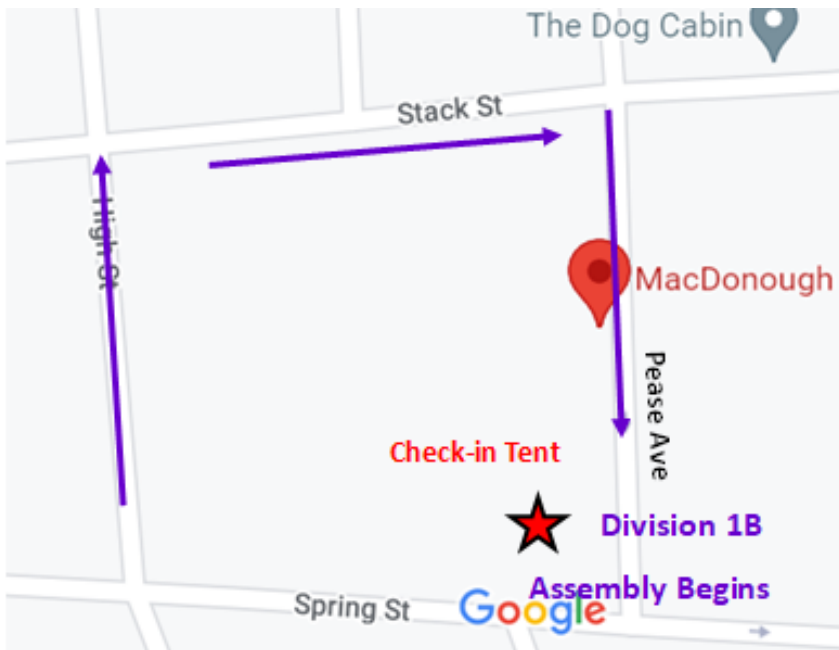 The Dog Cabin
Stack St
High St
MacDonough
Pease Ave
Check-in Tent
Division 1B
Assembly Begins
Spring St
Google